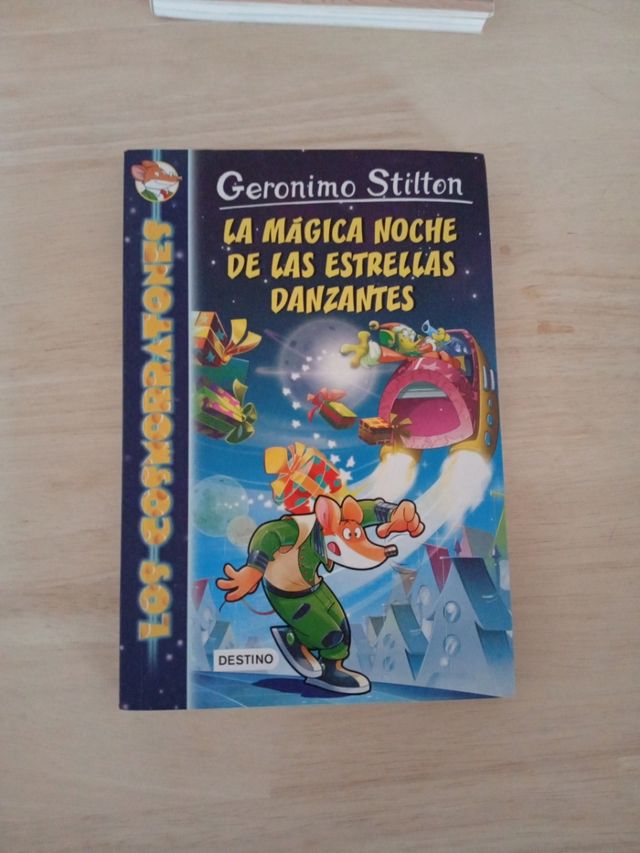 Geronimo Stilton
LA MÁGICA NOCHE
DE LAS ESTRELLAS
DANZANTES
LOS COSMORRATONES
DESTINO